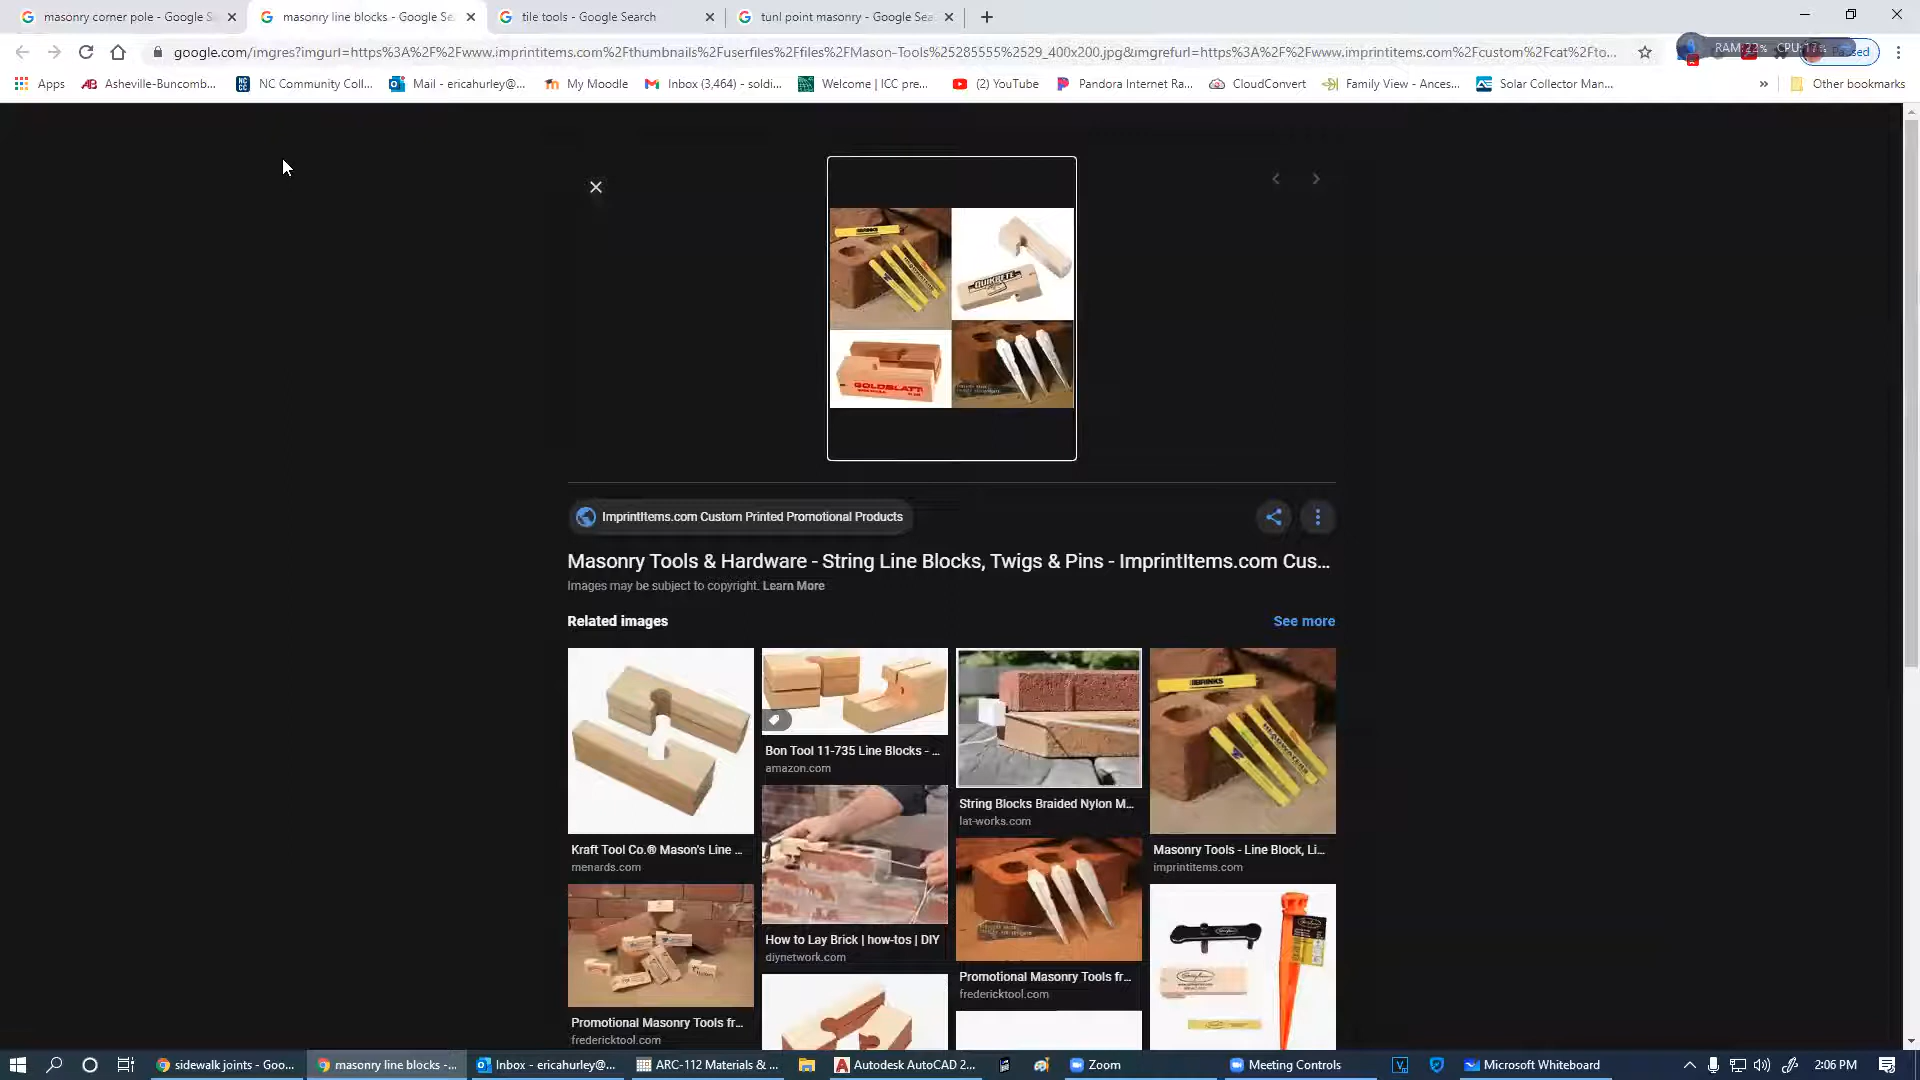 masonry corner pole - Google S
masonry line blocks - Google Se
tile tools - Google Search
tunl point masonry - Google Sea
google.com/imgres?imgurl=https%3A%2F%2Fwww.imprintitems.com%2Fthumbnails%2Fuserfiles%2Ffiles%2FMason-Tools%25285555%2529_400x200.jpg&imgrefurl=https%3A%2F%2Fwww.imprintitems.com%2Fcustom%2Fcat%2Fto...
RAM:22% CPU:17%
Apps
Asheville-Buncomb...
NC Community Coll...
Mail - ericahurley@...
My Moodle
Inbox (3,464) - soldi...
Welcome | ICC pre...
(2) YouTube
Pandora Internet Ra...
CloudConvert
Family View - Ances...
Solar Collector Man...
Other bookmarks
QUIKRETE
GOLDBLATT
ImprintItems.com Custom Printed Promotional Products
Masonry Tools & Hardware - String Line Blocks, Twigs & Pins - ImprintItems.com Cus...
Images may be subject to copyright. Learn More
Related images
See more
Kraft Tool Co.® Mason's Line ...
menards.com
Bon Tool 11-735 Line Blocks - ...
amazon.com
String Blocks Braided Nylon M...
lat-works.com
Masonry Tools - Line Block, Li...
imprintitems.com
How to Lay Brick | how-tos | DIY
diynetwork.com
Promotional Masonry Tools fr...
fredericktool.com
Promotional Masonry Tools fr...
fredericktool.com
sidewalk joints - Goo...
masonry line blocks -...
Inbox - ericahurley@...
ARC-112 Materials & ...
Autodesk AutoCAD 2...
Zoom
Meeting Controls
Microsoft Whiteboard
2:06 PM